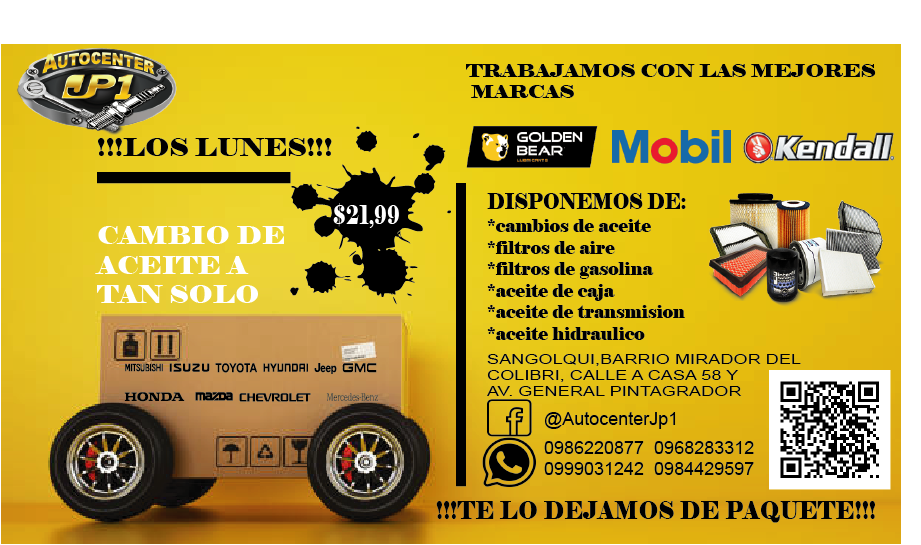 AUTOCENTER
JP1
!!!LOS LUNES!!!
$21,99
CAMBIO DE
ACEITE A
TAN SOLO
MITSUBISHI ISUZU TOYOTA HYUNDAI Jeep GMC
HONDA mazda CHEVROLET Mercedes-Benz
TRABAJAMOS CON LAS MEJORES
MARCAS
GOLDEN
BEAR
LUBRICANTS
Mobil
Kendall
DISPONEMOS DE:
*cambios de aceite
*filtros de aire
*filtros de gasolina
*aceite de caja
*aceite de transmision
*aceite hidraulico
SANGOLQUI,BARRIO MIRADOR DEL
COLIBRI, CALLE A CASA 58 Y
AV. GENERAL PINTAGRADOR
@AutocenterJp1
0986220877 0968283312
0999031242 0984429597
!!!TE LO DEJAMOS DE PAQUETE!!!